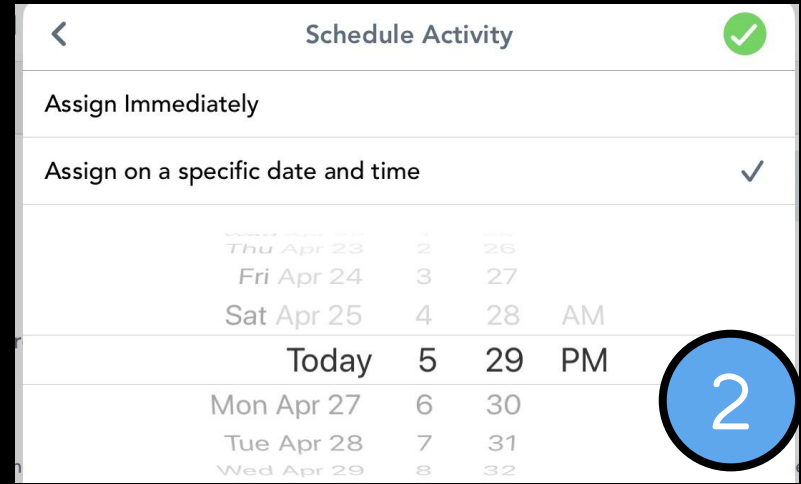 Schedule Activity
Assign Immediately
Assign on a specific date and time
Thu Apr 23 2 26
Fri Apr 24 3 27
Sat Apr 25 4 28 AM
Today 5 29 PM
Mon Apr 27 6 30
Tue Apr 28 7 31
Wed Apr 29 8 32
2